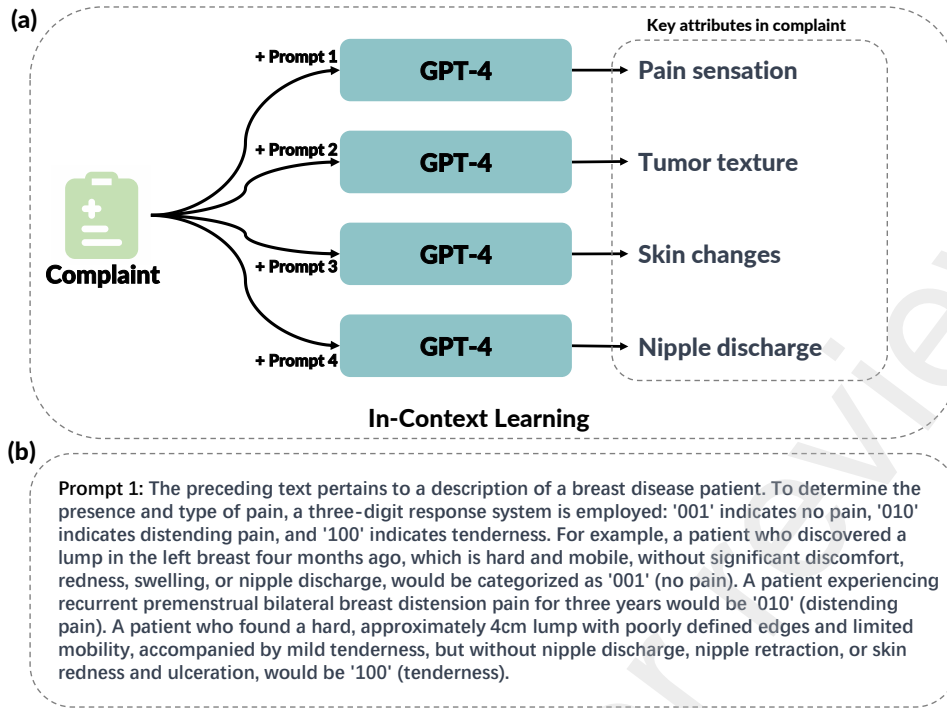 (a)
Key attributes in complaint
+ Prompt 1
GPT-4
Pain sensation
+ Prompt 2
GPT-4
Tumor texture
Complaint
+ Prompt 3
GPT-4
Skin changes
+ Prompt 4
GPT-4
Nipple discharge
In-Context Learning
(b)
Prompt 1: The preceding text pertains to a description of a breast disease patient. To determine the
presence and type of pain, a three-digit response system is employed: '001' indicates no pain, '010'
indicates distending pain, and '100' indicates tenderness. For example, a patient who discovered a
lump in the left breast four months ago, which is hard and mobile, without significant discomfort,
redness, swelling, or nipple discharge, would be categorized as '001' (no pain). A patient experiencing
recurrent premenstrual bilateral breast distension pain for three years would be '010' (distending
pain). A patient who found a hard, approximately 4cm lump with poorly defined edges and limited
mobility, accompanied by mild tenderness, but without nipple discharge, nipple retraction, or skin
redness and ulceration, would be '100' (tenderness).